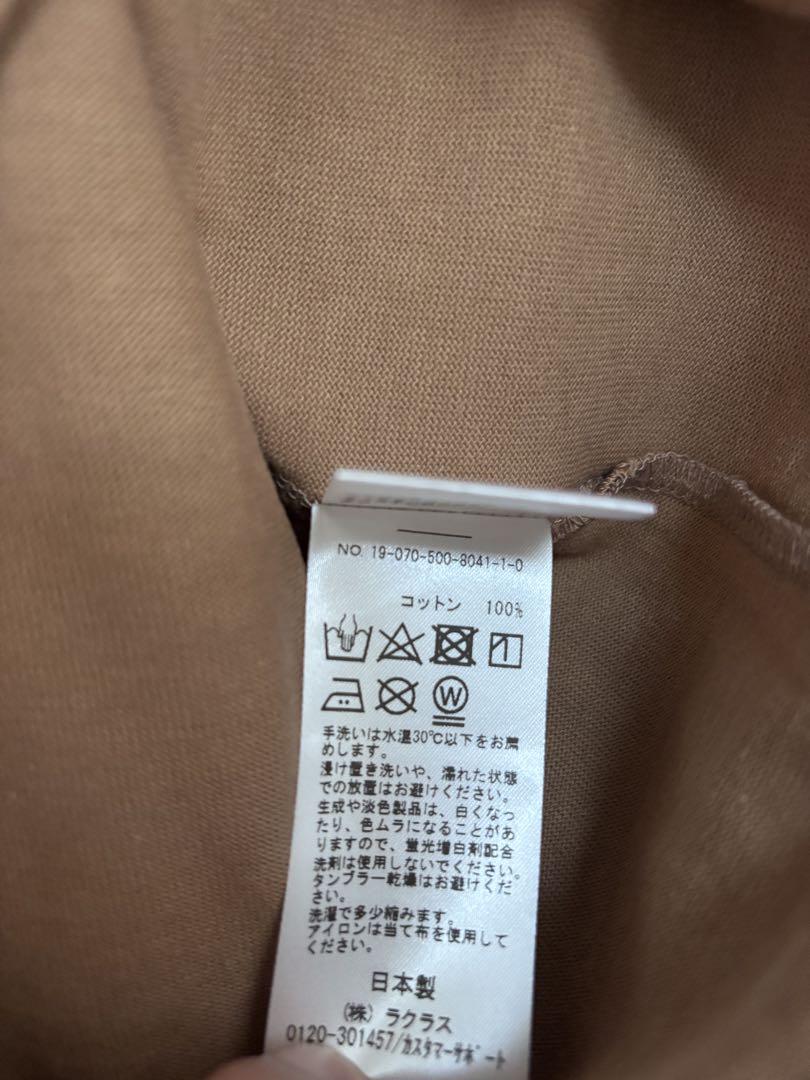 NO. 19-070-500-8041-1-0
コットン 100%
W
手洗いは水温30℃以下をお薦
めします。
浸け置き洗いや、濡れた状態
での放置はお避けください。
生成や淡色製品は、白くなっ
たり、色ムラになることがあ
りますので、蛍光増白剤配合
洗剤は使用しないでください。
タンブラー乾燥はお避けくだ
さい。
洗濯で多少縮みます。
アイロンは当て布を使用して
ください。
日本製
(株) ラクラス
0120-301457/カスタマーサポート